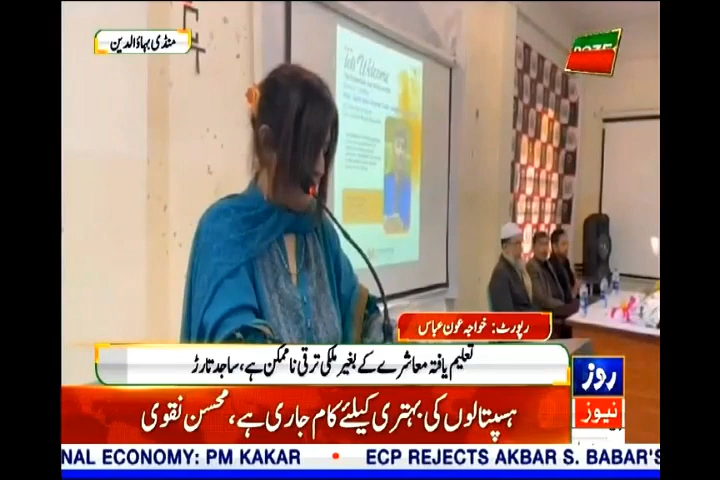 منڈی بہاؤالدین
Welcome
رپورٹ: خواجہ عون عباس
تعلیم یافتہ معاشرے کے بغیر ملکی ترقی ناممکن ہے، ساجد تارڑ
روز
نیوز
ہسپتالوں کی بہتری کیلئے کام جاری ہے، محسن نقوی
NAL ECONOMY: PM KAKAR • ECP REJECTS AKBAR S. BABAR'S